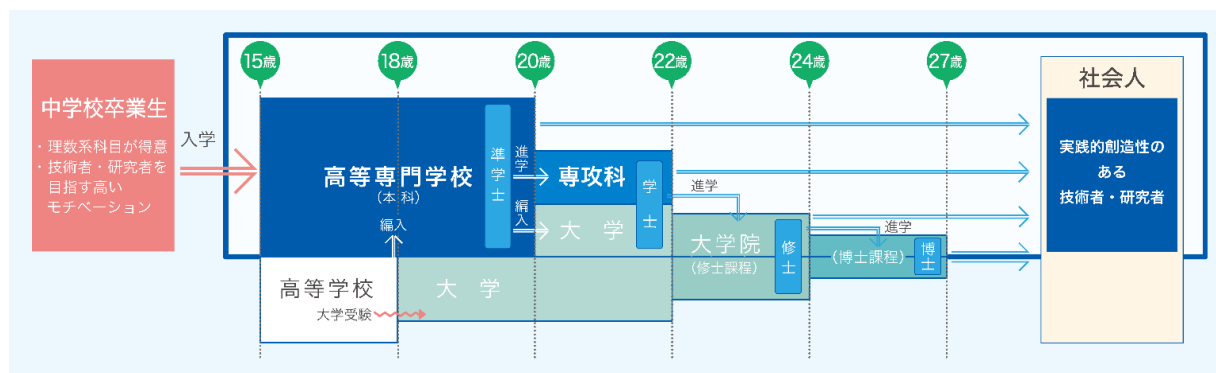 15歳
18歳
20歳
22歳
24歳
27歳
中学校卒業生
・理数系科目が得意
・技術者・研究者を
目指す高い
モチベーション
入学
高等専門学校
（本科）
準学士
進学
編入
編入
専攻科
大学
学士
進学
大学院
（修士課程）
修士
進学
（博士課程）
博士
高等学校
大学受験
大学
社会人
実践的創造性の
ある
技術者・研究者